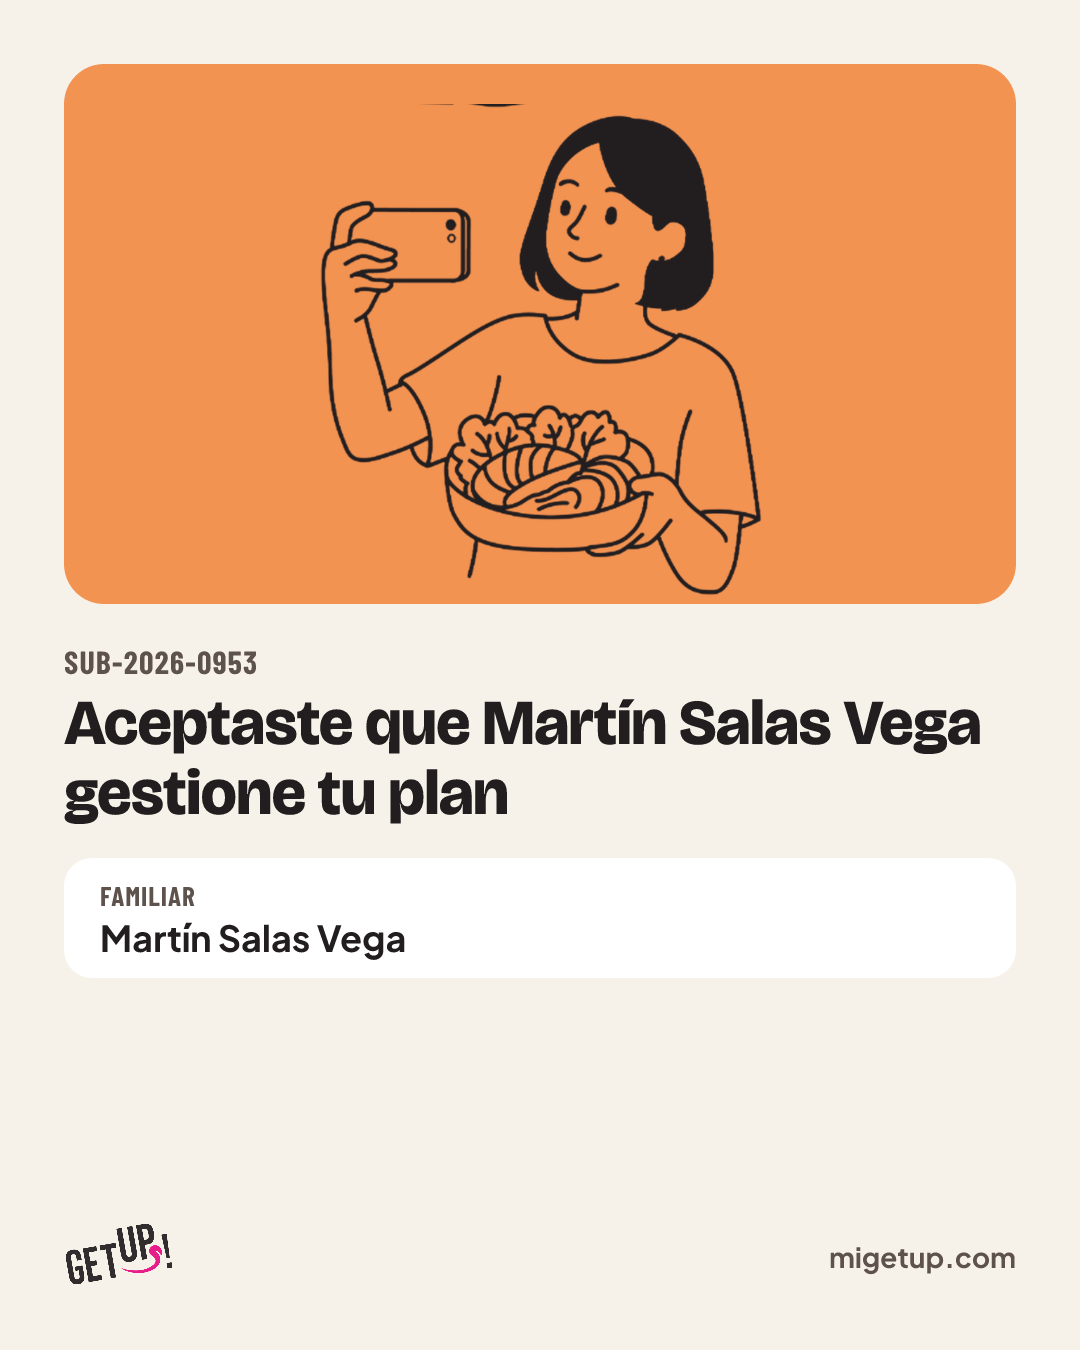 SUB-2026-0953
Aceptaste que Martín Salas Vega
gestione tu plan
FAMILIAR
Martín Salas Vega
GETUP!
migetup.com